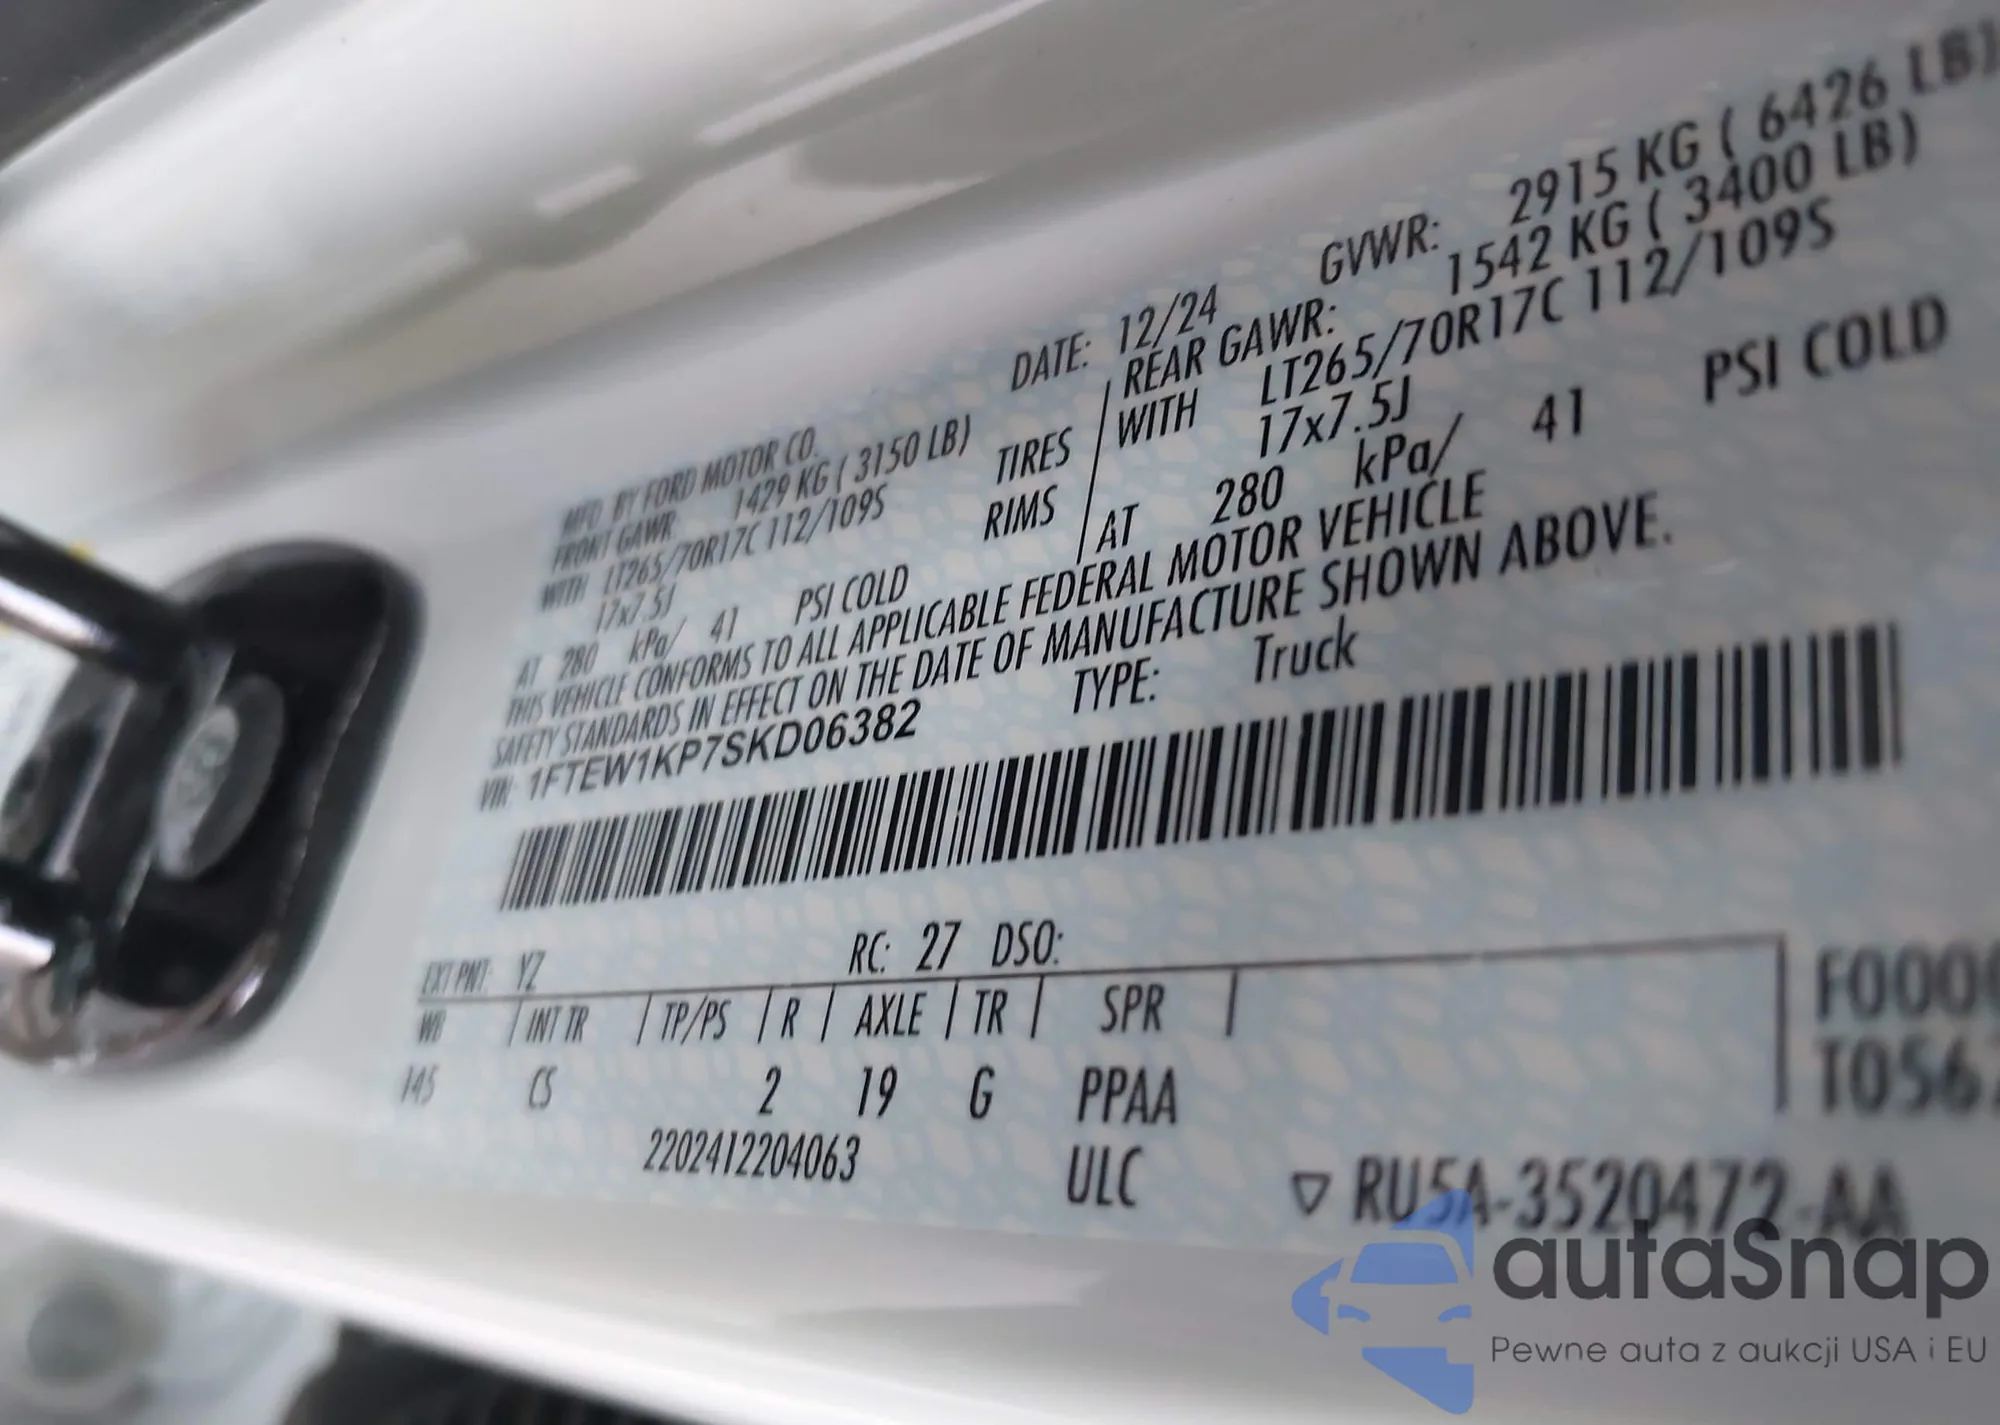 MFD. BY FORD MOTOR CO. DATE: 12/24 GVWR: 2915 KG ( 6426 LB)
FRONT GAWR: 1429 KG ( 3150 LB) REAR GAWR: 1542 KG ( 3400 LB)
WITH LT265/70R17C 112/109S TIRES WITH LT265/70R17C 112/109S
17x7.5J RIMS 17x7.5J
AT 280 kPa/ 41 PSI COLD AT 280 kPa/ 41 PSI COLD
THIS VEHICLE CONFORMS TO ALL APPLICABLE FEDERAL MOTOR VEHICLE
SAFETY STANDARDS IN EFFECT ON THE DATE OF MANUFACTURE SHOWN ABOVE.
VIN: 1FTEW1KP7SKD06382 TYPE: Truck
EXT PNT: YZ RC: 27 DSO:
WB INT TR TP/PS R AXLE TR SPR
145 CS 2 19 G PPAA
2202412204063 ULC ▽ RU5A-3520472-AA
F000
T056
autaSnap
Pewne auta z aukcji USA i EU